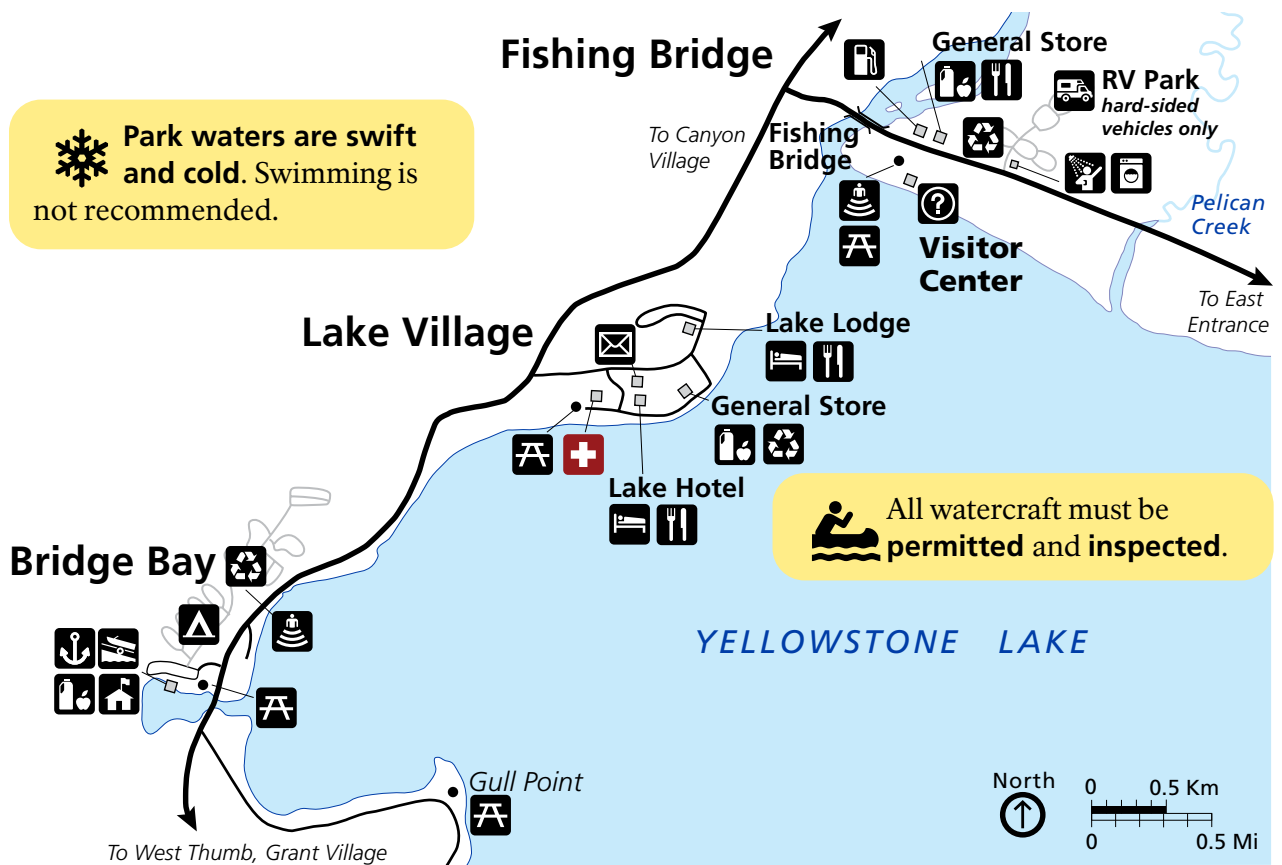 Fishing Bridge
General Store
RV Park
hard-sided
vehicles only
Park waters are swift
and cold. Swimming is
not recommended.
To Canyon
Village
Fishing
Bridge
?
Pelican
Creek
Visitor
Center
To East
Entrance
Lake Village
Lake Lodge
General Store
Lake Hotel
All watercraft must be
permitted and inspected.
Bridge Bay
YELLOWSTONE LAKE
Gull Point
North
0 0.5 Km
0 0.5 Mi
To West Thumb, Grant Village